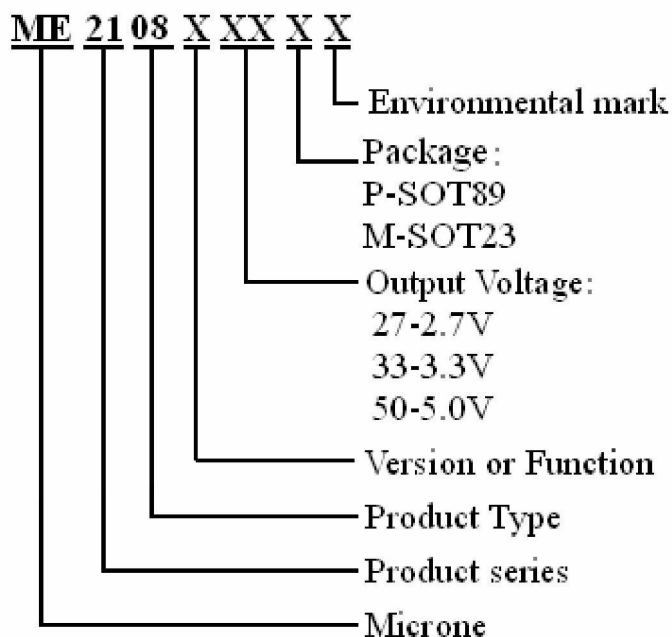 ME 21 08 X XX X X
Environmental mark
Package:
P-SOT89
M-SOT23
Output Voltage:
27-2.7V
33-3.3V
50-5.0V
Version or Function
Product Type
Product series
Microne